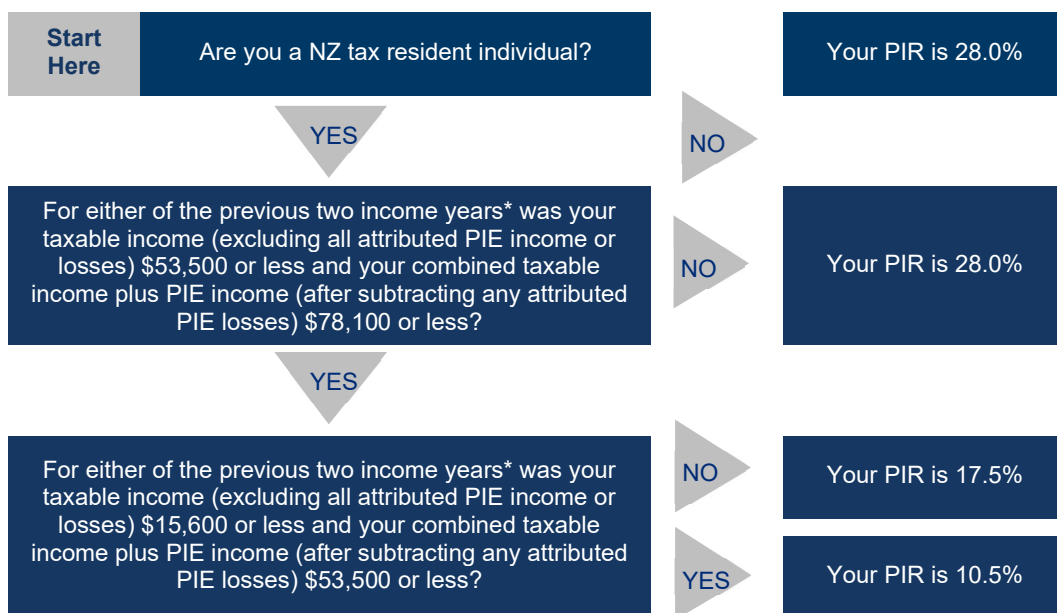 Start
Here
Are you a NZ tax resident individual?
Your PIR is 28.0%
YES
NO
For either of the previous two income years* was your
taxable income (excluding all attributed PIE income or
losses) $53,500 or less and your combined taxable
income plus PIE income (after subtracting any attributed
PIE losses) $78,100 or less?
NO
Your PIR is 28.0%
YES
For either of the previous two income years* was your
taxable income (excluding all attributed PIE income or
losses) $15,600 or less and your combined taxable
income plus PIE income (after subtracting any attributed
PIE losses) $53,500 or less?
NO
Your PIR is 17.5%
YES
Your PIR is 10.5%